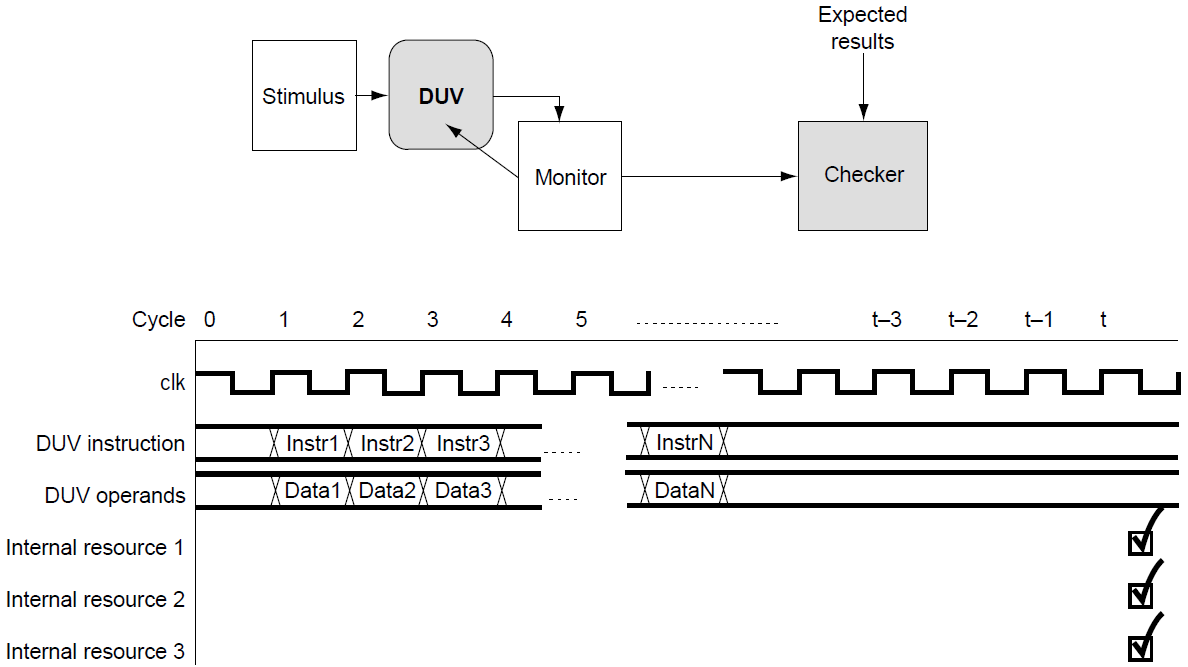 Expected
results
Stimulus
DUV
Monitor
Checker
Cycle 0 1 2 3 4 5 t–3 t–2 t–1 t
clk
DUV instruction Instr1 Instr2 Instr3 InstrN
DUV operands Data1 Data2 Data3 DataN
Internal resource 1
Internal resource 2
Internal resource 3